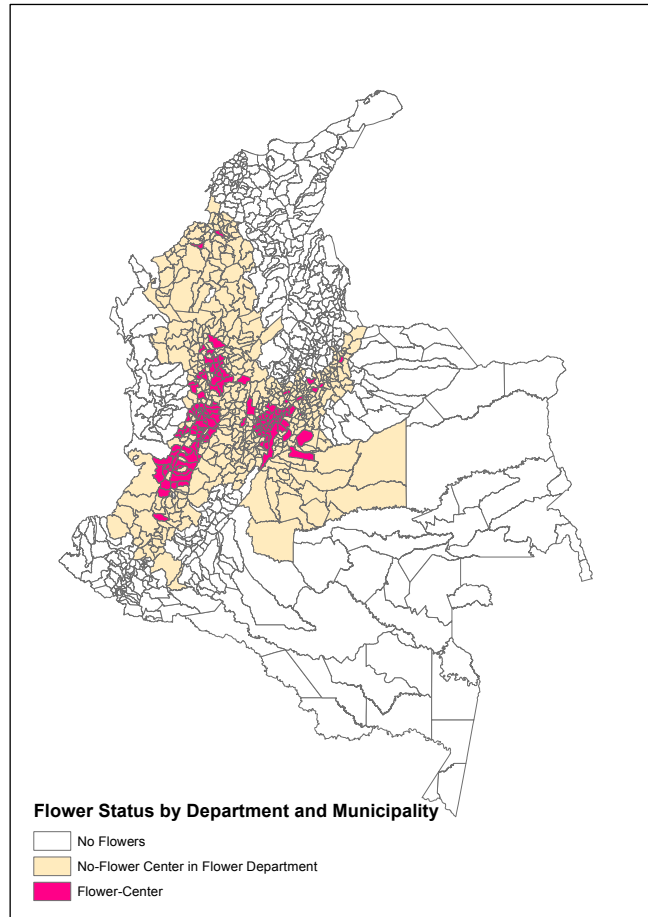 Flower Status by Department and Municipality
No Flowers
No-Flower Center in Flower Department
Flower-Center